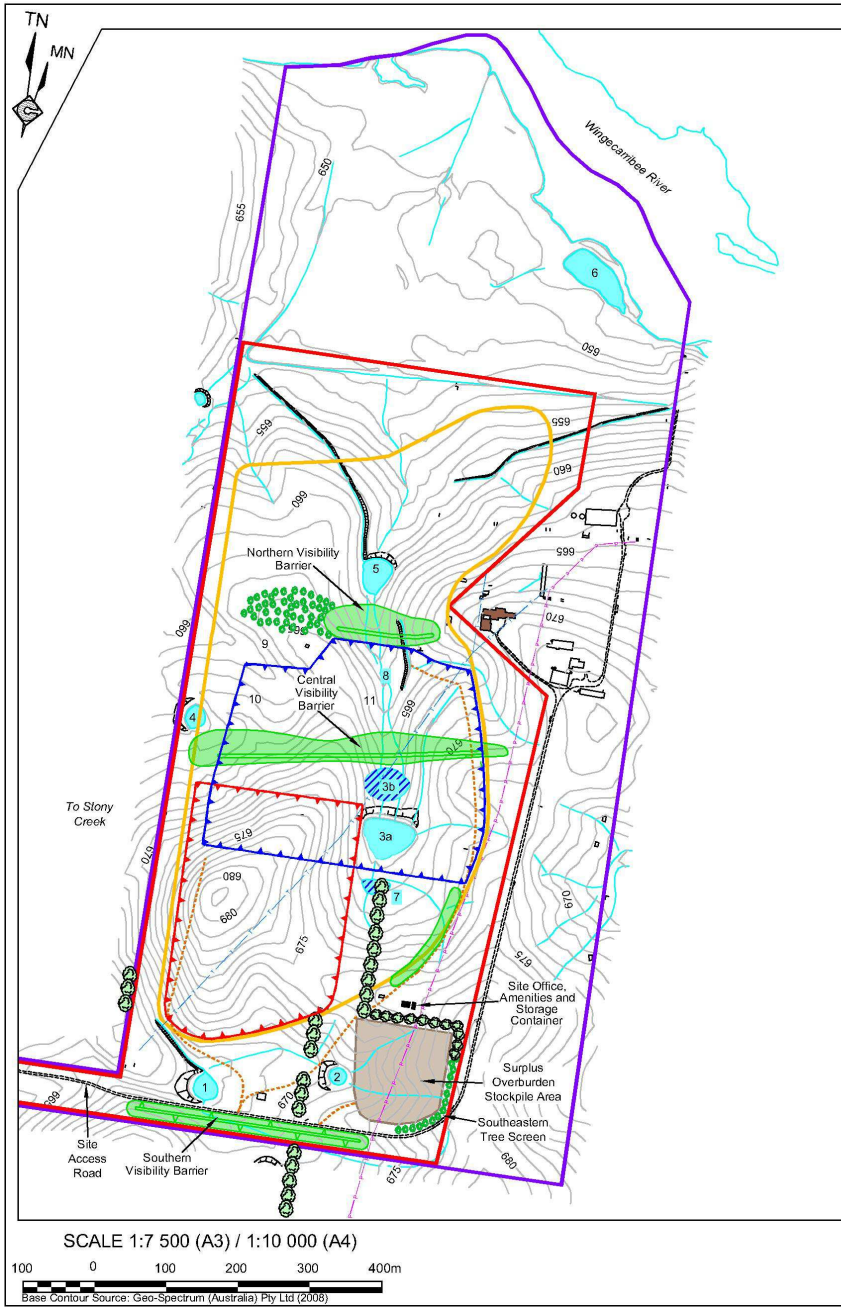 TN
MN
Wingecarribee River
650
655
6
650
655
655
660
660
665
Northern Visibility
Barrier
5
670
660
665
9
8
Central
Visibility
Barrier
10
11
665
4
670
3b
To Stony
Creek
675
3a
670
680
7
670
689
675
675
Site Office,
Amenities and
Storage
Container
Surplus
Overburden
Stockpile Area
1
2
670
699
Southeastern
Tree Screen
Site
Access
Road
Southern
Visibility Barrier
675
680
SCALE 1:7 500 (A3) / 1:10 000 (A4)
100 0 100 200 300 400m
Base Contour Source: Geo-Spectrum (Australia) Pty Ltd (2008)